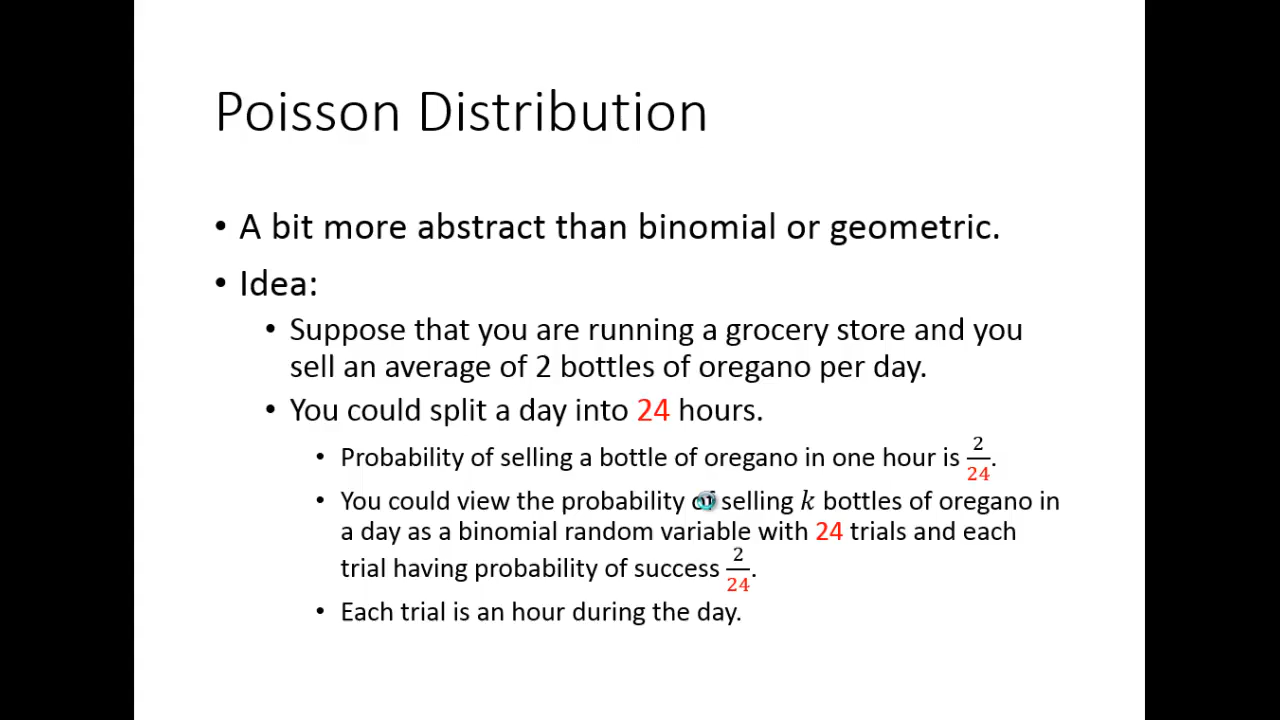 Poisson Distribution
• A bit more abstract than binomial or geometric.
• Idea:
• Suppose that you are running a grocery store and you
sell an average of 2 bottles of oregano per day.
• You could split a day into 24 hours.
• Probability of selling a bottle of oregano in one hour is 2/24.
• You could view the probability of selling k bottles of oregano in
a day as a binomial random variable with 24 trials and each
trial having probability of success 2/24.
• Each trial is an hour during the day.